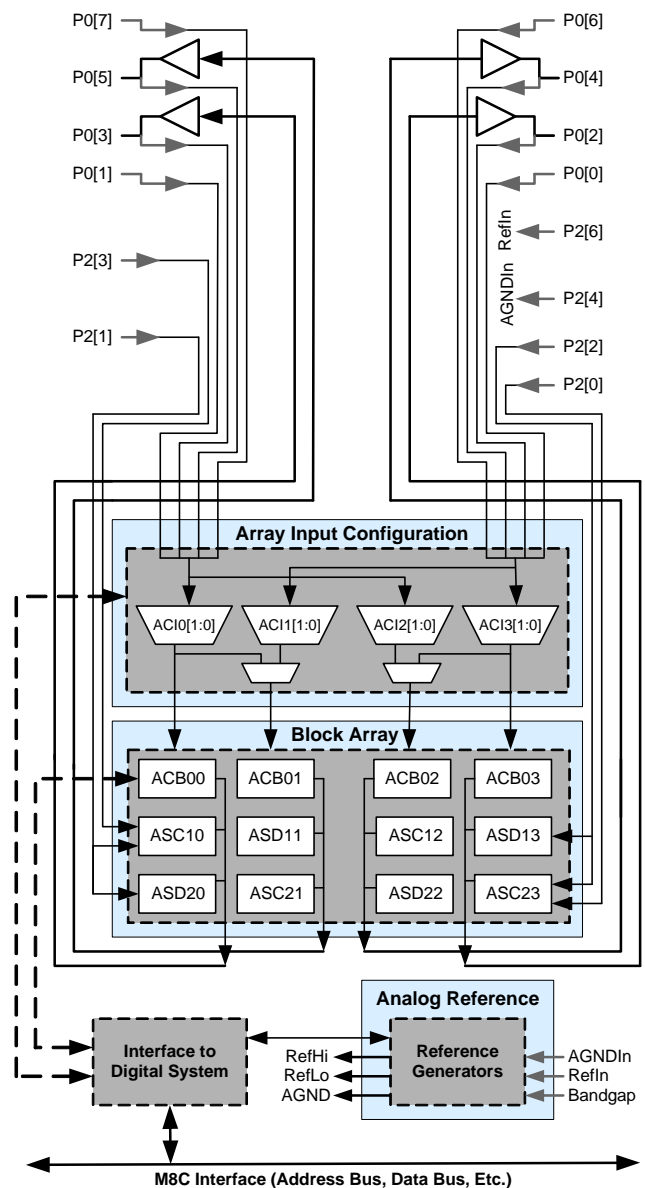 P0[7]
P0[6]
P0[5]
P0[4]
P0[3]
P0[2]
P0[1]
P0[0]
P2[6]
RefIn
P2[3]
P2[4]
AGNDIn
P2[1]
P2[2]
P2[0]
Array Input Configuration
ACI0[1:0]
ACI1[1:0]
ACI2[1:0]
ACI3[1:0]
Block Array
ACB00
ACB01
ACB02
ACB03
ASC10
ASD11
ASC12
ASD13
ASD20
ASC21
ASD22
ASC23
Analog Reference
Interface to
Digital System
RefHi
RefLo
AGND
Reference
Generators
AGNDIn
RefIn
Bandgap
M8C Interface (Address Bus, Data Bus, Etc.)